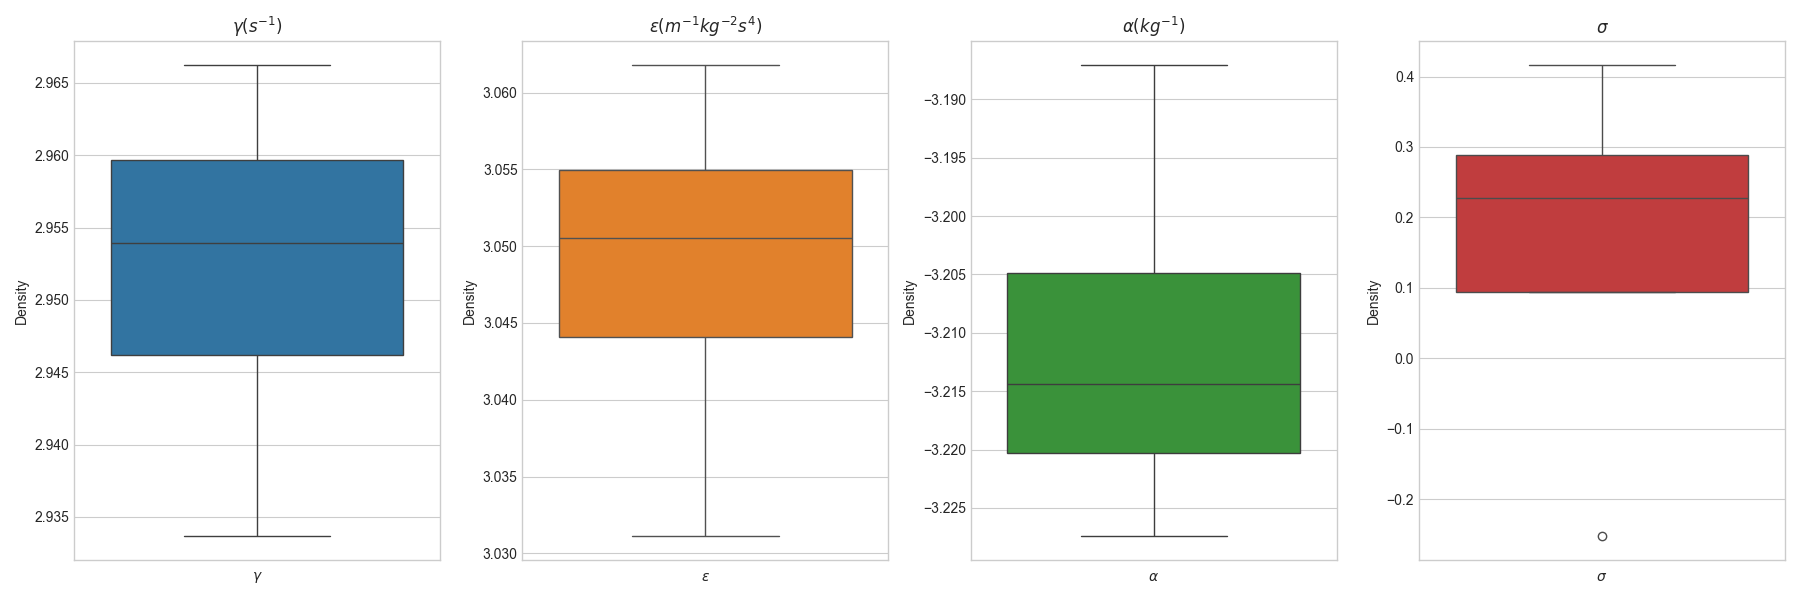 γ(s⁻¹)
2.965
2.960
2.955
2.950
2.945
2.940
2.935
Density
γ
ε(m⁻¹kg⁻²s⁴)
3.060
3.055
3.050
3.045
3.040
3.035
3.030
Density
ε
α(kg⁻¹)
−3.190
−3.195
−3.200
−3.205
−3.210
−3.215
−3.220
−3.225
Density
α
σ
0.4
0.3
0.2
0.1
0.0
−0.1
−0.2
Density
σ